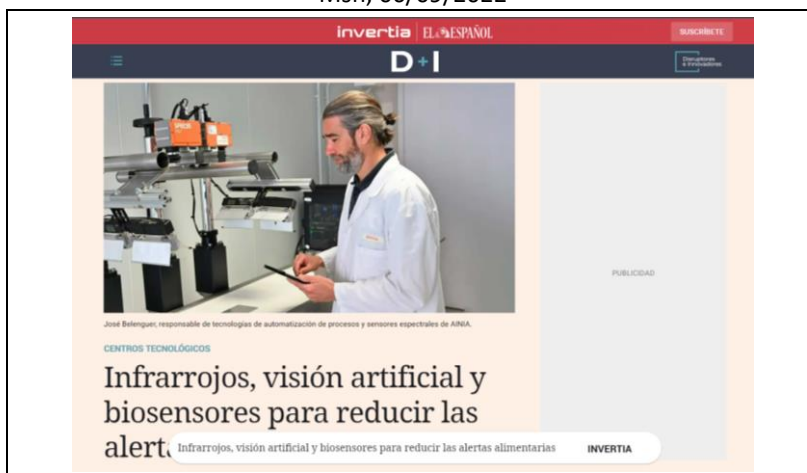 invertia EL ESPAÑOL
SUSCRÍBETE
D+I
Disruptores
e Innovadores
PUBLICIDAD
José Belenguer, responsable de tecnologías de automatización de procesos y sensores espectrales de AINIA.
CENTROS TECNOLÓGICOS
Infrarrojos, visión artificial y
biosensores para reducir las
Infrarrojos, visión artificial y biosensores para reducir las alertas alimentarias INVERTIA